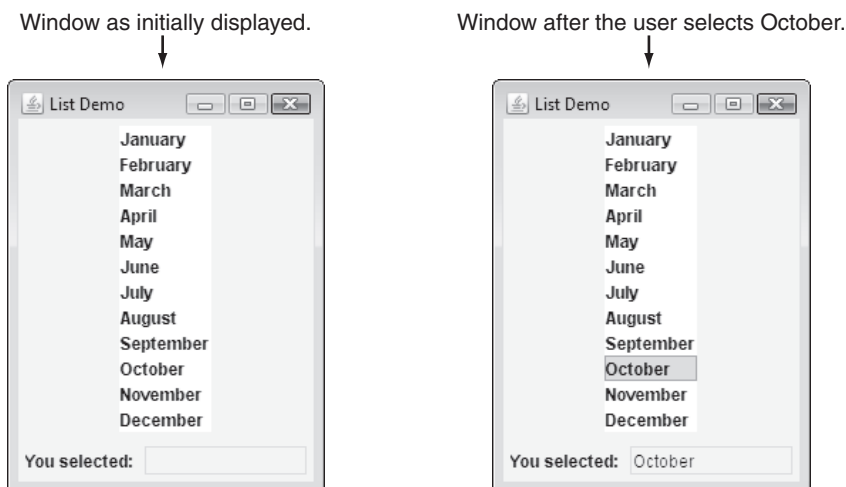 Window as initially displayed.
List Demo
January
February
March
April
May
June
July
August
September
October
November
December
You selected:
Window after the user selects October.
List Demo
January
February
March
April
May
June
July
August
September
October
November
December
You selected: October